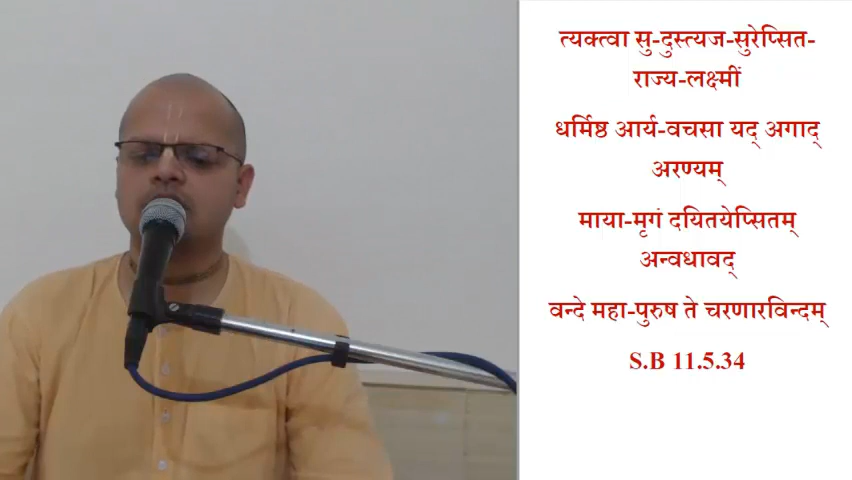 त्यक्त्वा सु-दुस्त्यज-सुरेप्सित-
राज्य-लक्ष्मीं
धर्मिष्ठ आर्य-वचसा यद् अगाद्
अरण्यम्
माया-मृगं दयितयेप्सितम्
अन्वधावद्
वन्दे महा-पुरुष ते चरणारविन्दम्
S.B 11.5.34